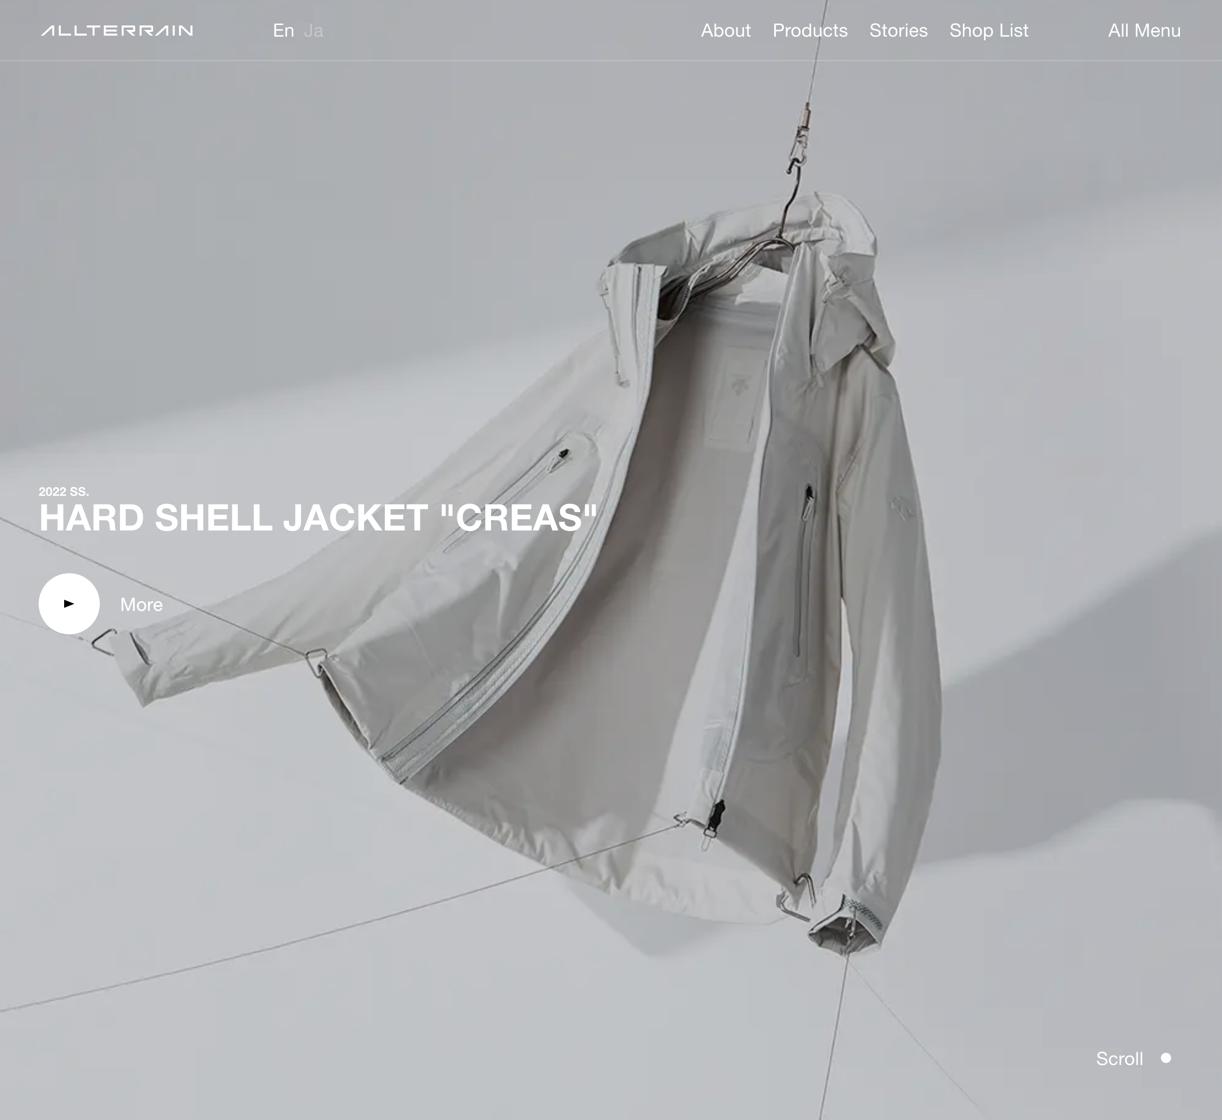 ALLTERRAIN
En Ja
About Products Stories Shop List All Menu
2022 SS.
HARD SHELL JACKET "CREAS"
More
Scroll